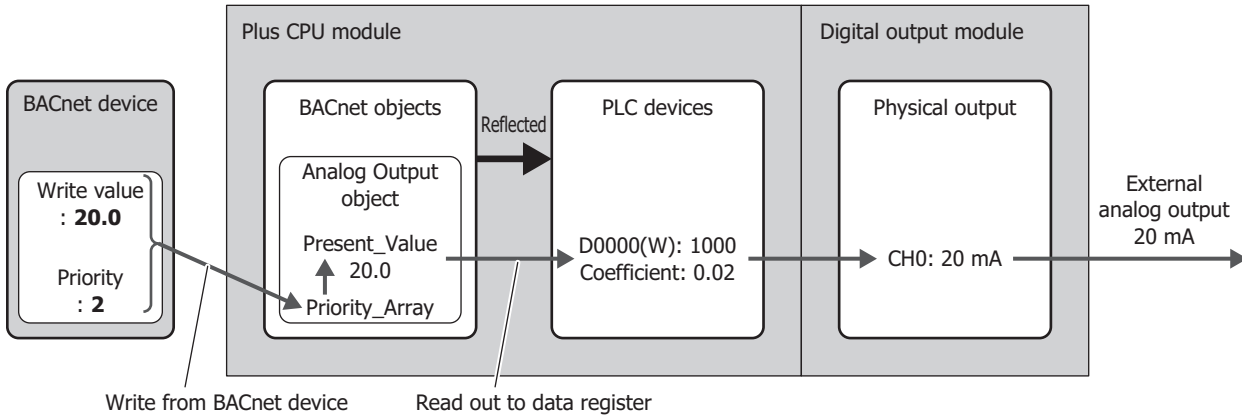 Plus CPU module
Digital output module
BACnet device
Write value
: 20.0
Priority
: 2
BACnet objects
Analog Output
object
Present_Value
20.0
Priority_Array
Reflected
PLC devices
D0000(W): 1000
Coefficient: 0.02
Physical output
CH0: 20 mA
External
analog output
20 mA
Write from BACnet device
Read out to data register